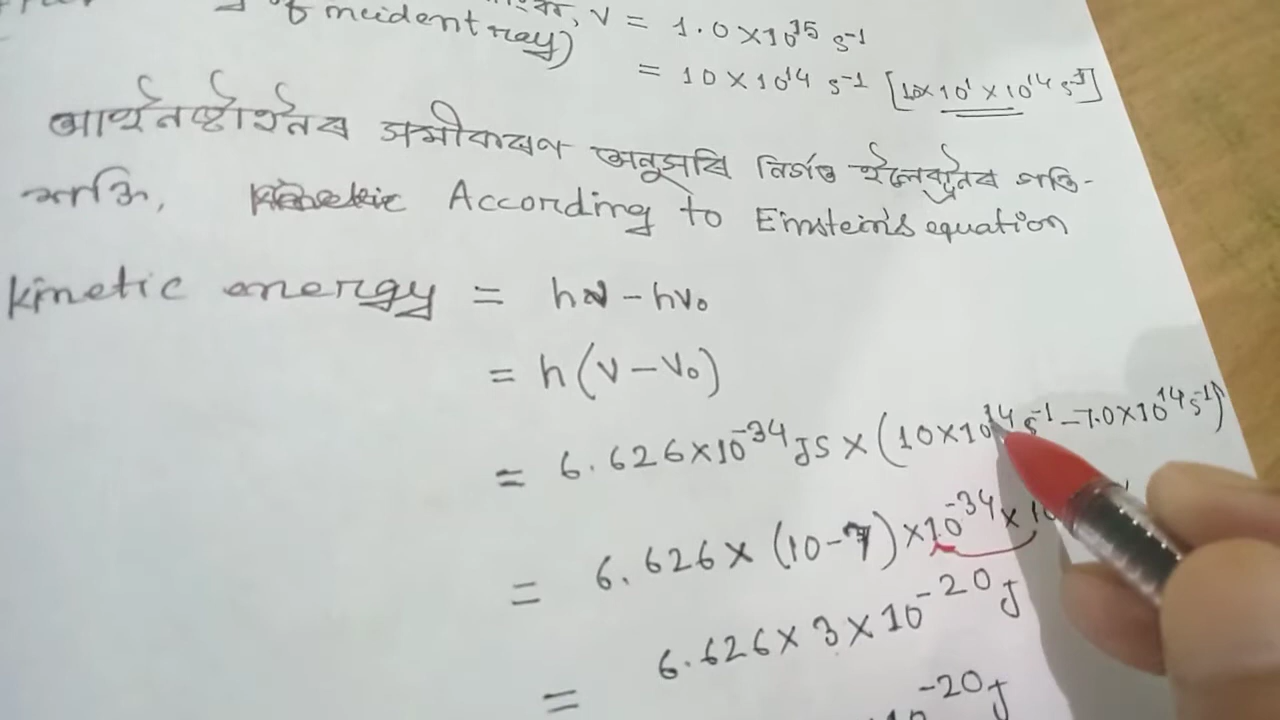 of incident ray), ν = 1.0×10¹⁵ s⁻¹
= 10×10¹⁴ s⁻¹ [10×10¹×10¹⁴ s⁻¹]
আইনষ্টাইনৰ সমীকৰণ অনুসৰি নিৰ্গত ইলেক্ট্ৰনৰ গতি-
শক্তি, According to Einstein's equation
Kinetic energy = hν – hν₀
= h(ν – ν₀)
= 6.626×10⁻³⁴ JS × (10×10¹⁴ s⁻¹ – 7.0×10¹⁴ s⁻¹)
= 6.626 × (10-7) × 10⁻³⁴ ×
= 6.626 × 3 × 10⁻²⁰ J
= ⁻²⁰ J